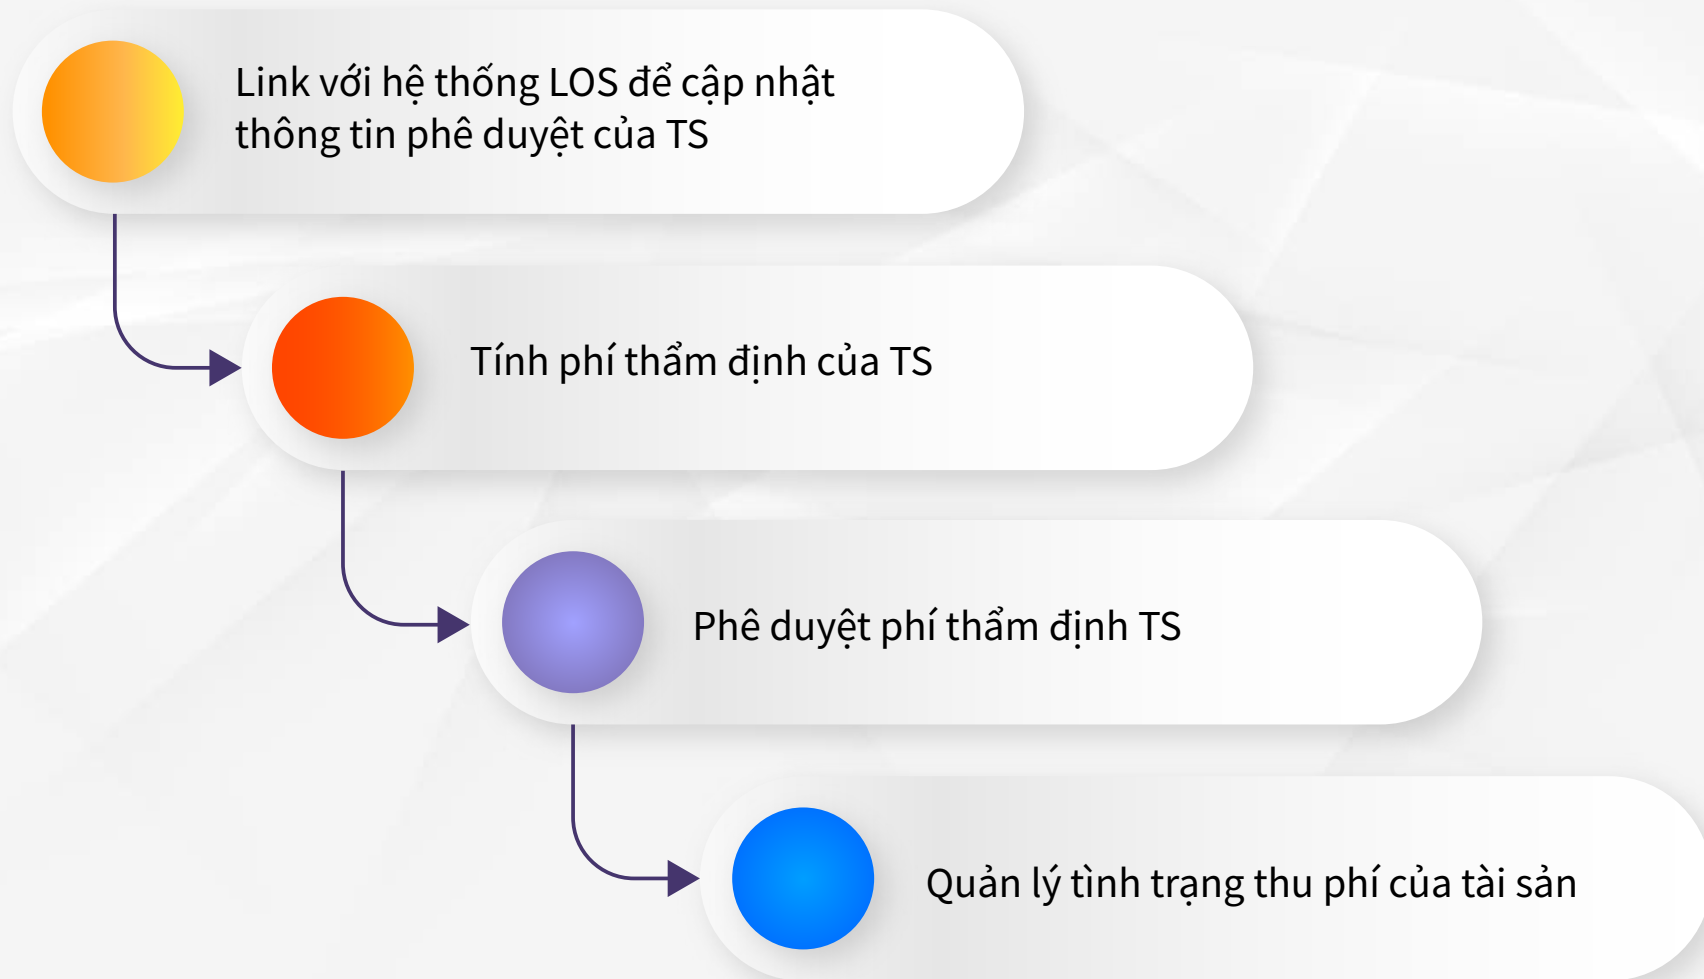 Link với hệ thống LOS để cập nhật
thông tin phê duyệt của TS
Tính phí thẩm định của TS
Phê duyệt phí thẩm định TS
Quản lý tình trạng thu phí của tài sản